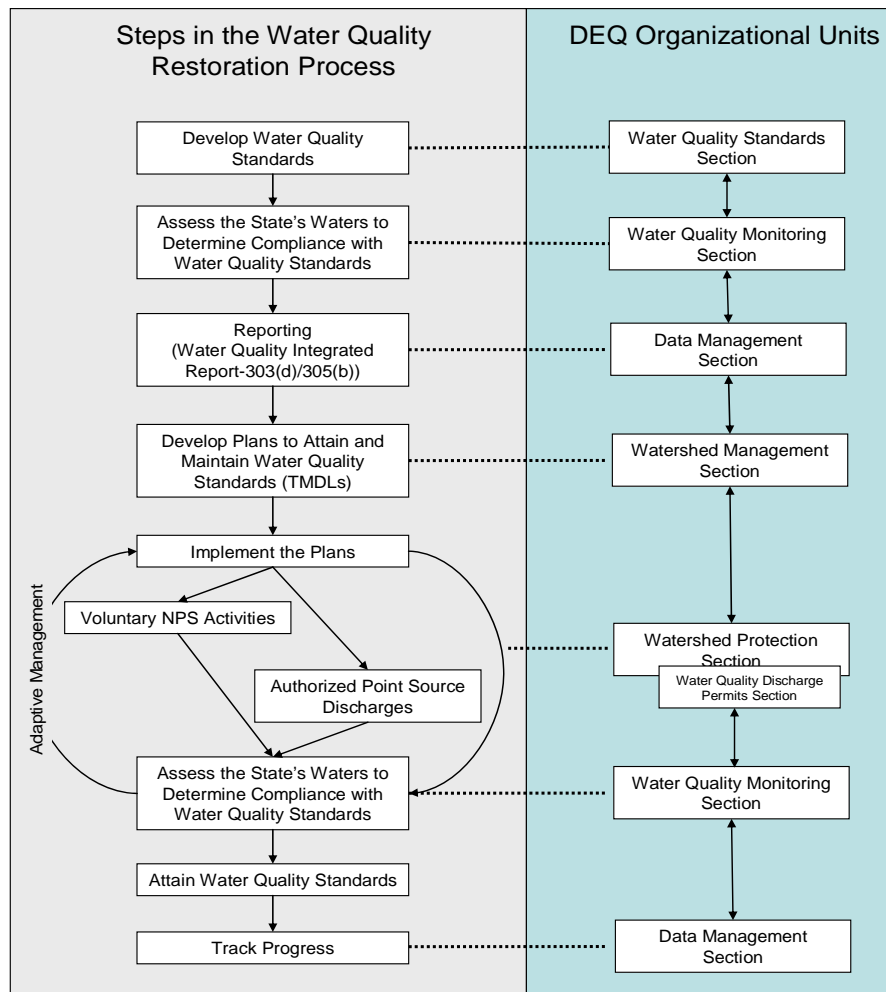 Steps in the Water Quality
Restoration Process
DEQ Organizational Units
Develop Water Quality
Standards
Water Quality Standards
Section
Assess the State's Waters to
Determine Compliance with
Water Quality Standards
Water Quality Monitoring
Section
Reporting
(Water Quality Integrated
Report-303(d)/305(b))
Data Management
Section
Develop Plans to Attain and
Maintain Water Quality
Standards (TMDLs)
Watershed Management
Section
Implement the Plans
Adaptive Management
Voluntary NPS Activities
Watershed Protection
Section
Authorized Point Source
Discharges
Water Quality Discharge
Permits Section
Assess the State's Waters to
Determine Compliance with
Water Quality Standards
Water Quality Monitoring
Section
Attain Water Quality Standards
Track Progress
Data Management
Section